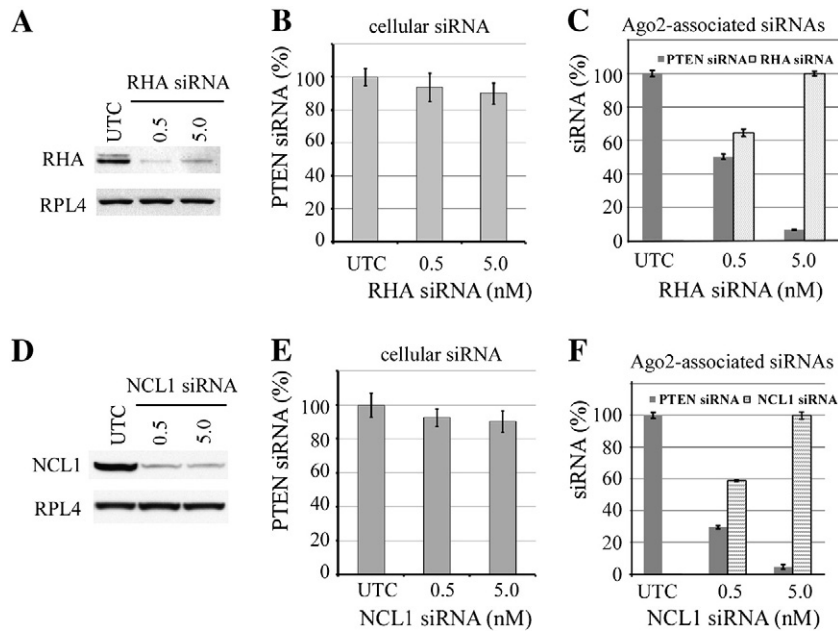 A
RHA siRNA
UTC
0.5
5.0
RHA
RPL4
B
cellular siRNA
PTEN siRNA (%)
120
100
80
60
40
20
0
UTC 0.5 5.0
RHA siRNA (nM)
C
Ago2-associated siRNAs
PTEN siRNA RHA siRNA
siRNA (%)
100
80
60
40
20
0
UTC 0.5 5.0
RHA siRNA (nM)
D
NCL1 siRNA
UTC
0.5
5.0
NCL1
RPL4
E
cellular siRNA
PTEN siRNA (%)
120
100
80
60
40
20
0
UTC 0.5 5.0
NCL1 siRNA (nM)
F
Ago2-associated siRNAs
PTEN siRNA NCL1 siRNA
siRNA (%)
100
80
60
40
20
0
UTC 0.5 5.0
NCL1 siRNA (nM)